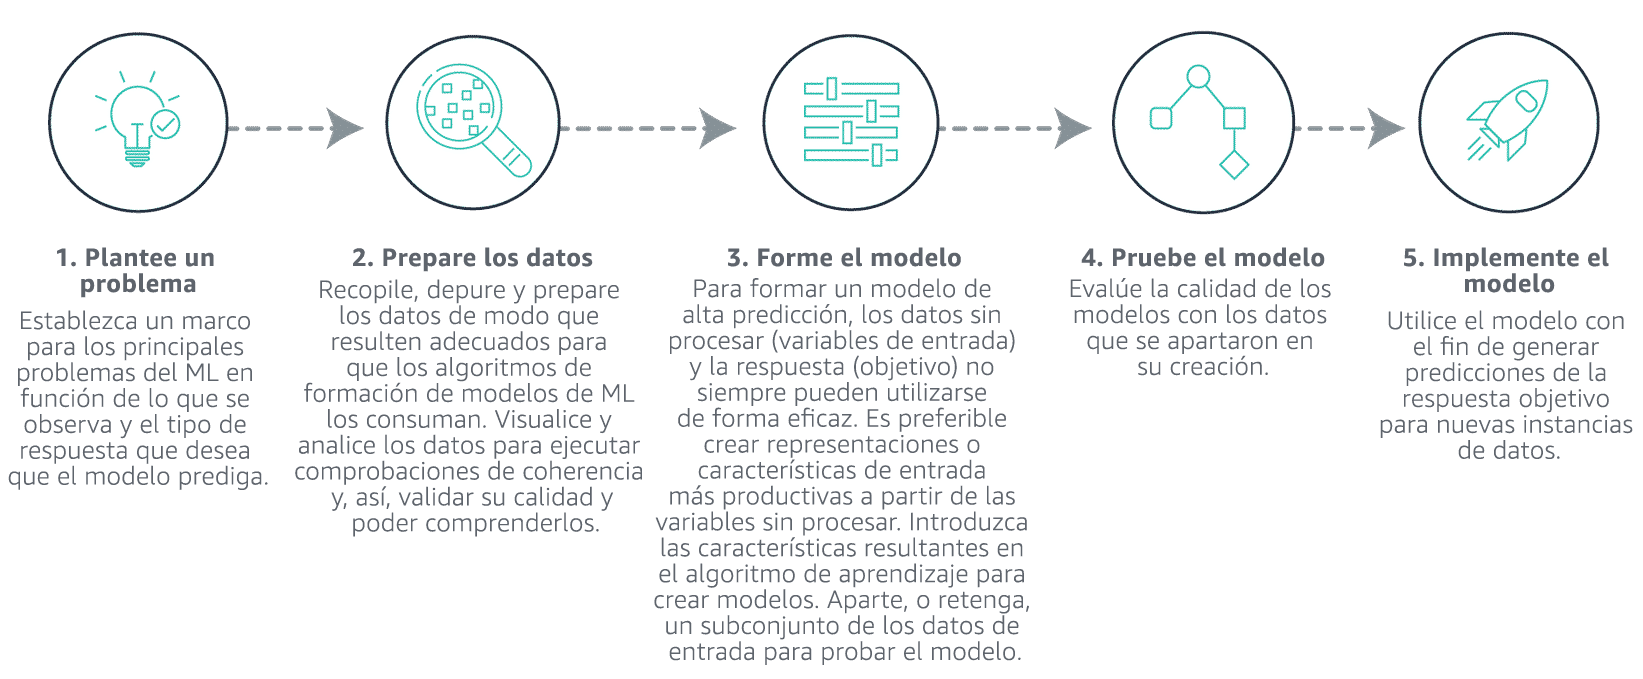 1. Plantee un
problema
Establezca un marco
para los principales
problemas del ML en
función de lo que se
observa y el tipo de
respuesta que desea
que el modelo prediga.
2. Prepare los datos
Recopile, depure y prepare
los datos de modo que
resulten adecuados para
que los algoritmos de
formación de modelos de ML
los consuman. Visualice y
analice los datos para ejecutar
comprobaciones de coherencia
y, así, validar su calidad y
poder comprenderlos.
3. Forme el modelo
Para formar un modelo de
alta predicción, los datos sin
procesar (variables de entrada)
y la respuesta (objetivo) no
siempre pueden utilizarse
de forma eficaz. Es preferible
crear representaciones o
características de entrada
más productivas a partir de las
variables sin procesar. Introduzca
las características resultantes en
el algoritmo de aprendizaje para
crear modelos. Aparte, o retenga,
un subconjunto de los datos de
entrada para probar el modelo.
4. Pruebe el modelo
Evalúe la calidad de los
modelos con los datos
que se apartaron en
su creación.
5. Implemente el
modelo
Utilice el modelo con
el fin de generar
predicciones de la
respuesta objetivo
para nuevas instancias
de datos.